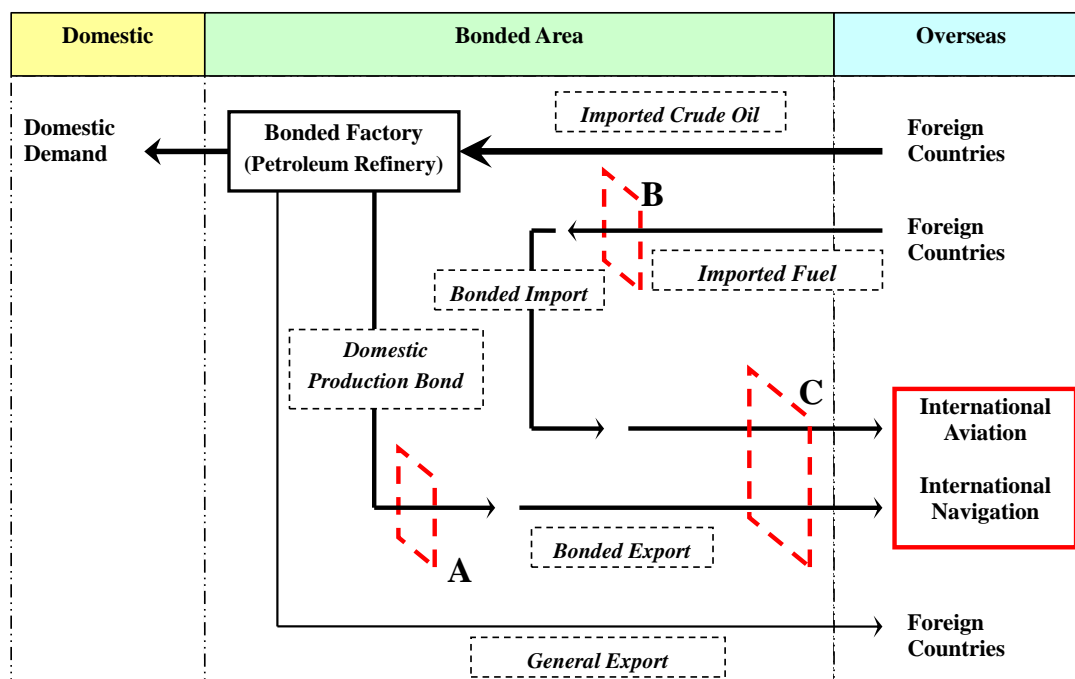 Domestic
Bonded Area
Overseas
Imported Crude Oil
Domestic
Demand
Bonded Factory
(Petroleum Refinery)
Foreign
Countries
B
Foreign
Countries
Imported Fuel
Bonded Import
Domestic
Production Bond
C
International
Aviation
International
Navigation
Bonded Export
A
Foreign
Countries
General Export